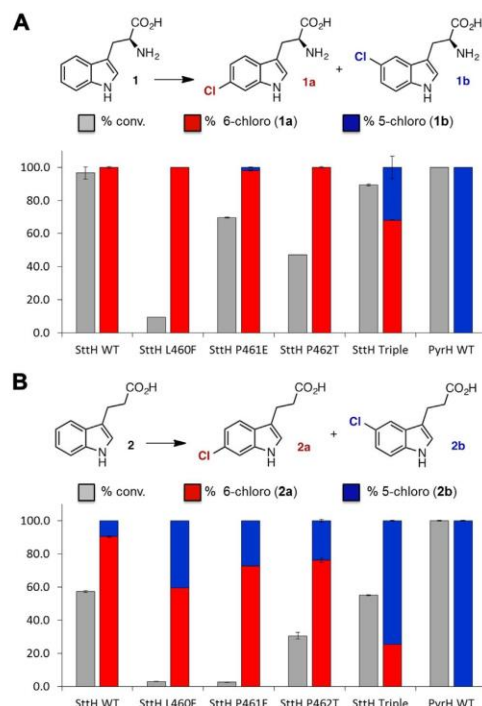 A
CO₂H
NH₂
N
H
1
CO₂H
NH₂
Cl
N
H
1a
+
CO₂H
NH₂
Cl
N
H
1b
% conv.
% 6-chloro (1a)
% 5-chloro (1b)
100.0
80.0
60.0
40.0
20.0
0.0
SttH WT
SttH L460F
SttH P461E
SttH P462T
SttH Triple
PyrH WT
B
CO₂H
N
H
2
CO₂H
Cl
N
H
2a
+
CO₂H
Cl
N
H
2b
% conv.
% 6-chloro (2a)
% 5-chloro (2b)
100.0
80.0
60.0
40.0
20.0
0.0
SttH WT
SttH L460F
SttH P461E
SttH P462T
SttH Triple
PyrH WT